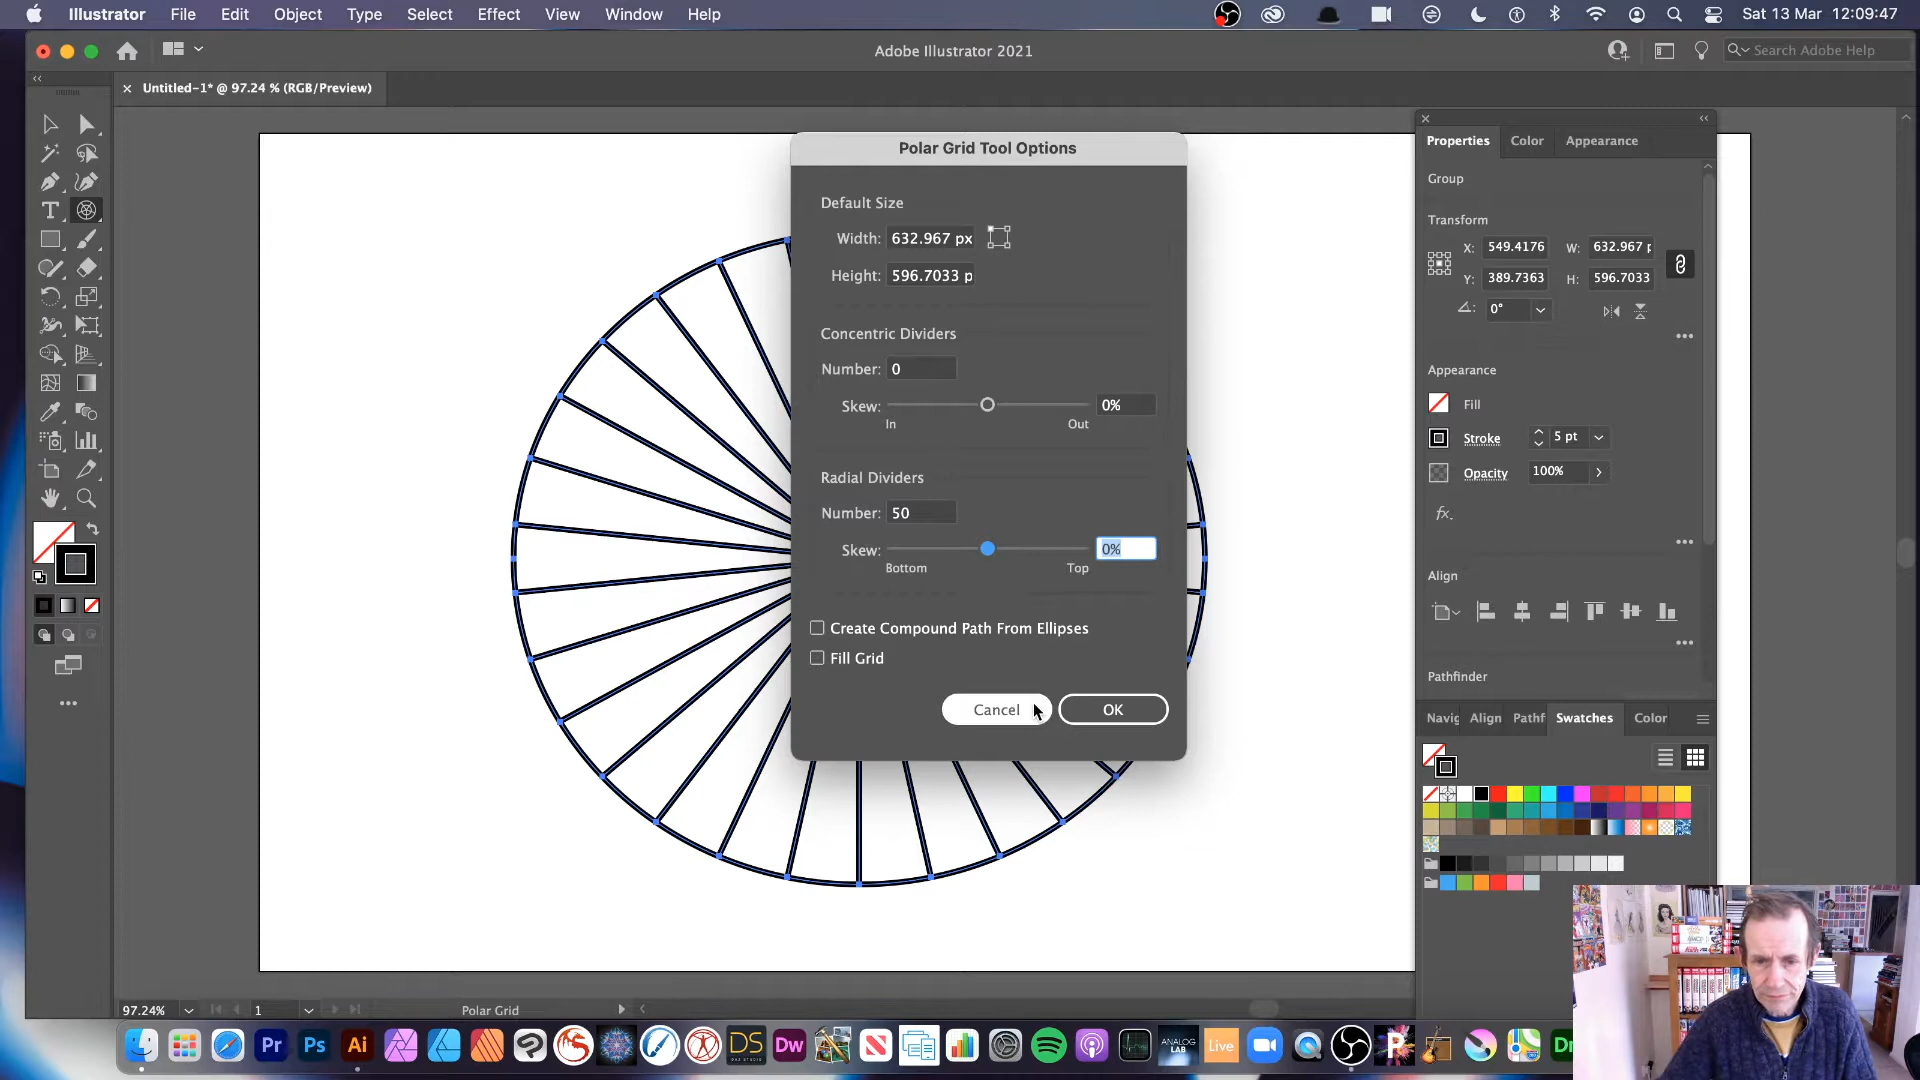 Illustrator File Edit Object Type Select Effect View Window Help Sat 13 Mar 12:09:47
Adobe Illustrator 2021
Search Adobe Help
Untitled-1* @ 97.24 % (RGB/Preview)
Polar Grid Tool Options
Default Size
Width: 632.967 px
Height: 596.7033 p
Concentric Dividers
Number: 0
Skew: 0%
In Out
Radial Dividers
Number: 50
Skew: 0%
Bottom Top
Create Compound Path From Ellipses
Fill Grid
Cancel OK
Properties Color Appearance
Group
Transform
X: 549.4176 W: 632.967 p
Y: 389.7363 H: 596.7033
0°
Appearance
Fill
Stroke 5 pt
Opacity 100%
fx.
Align
Pathfinder
Navig Align Pathf Swatches Color
97.24% 1 Polar Grid
Pr Ps Ai DS Dw ANALOG LAB Live P Dr